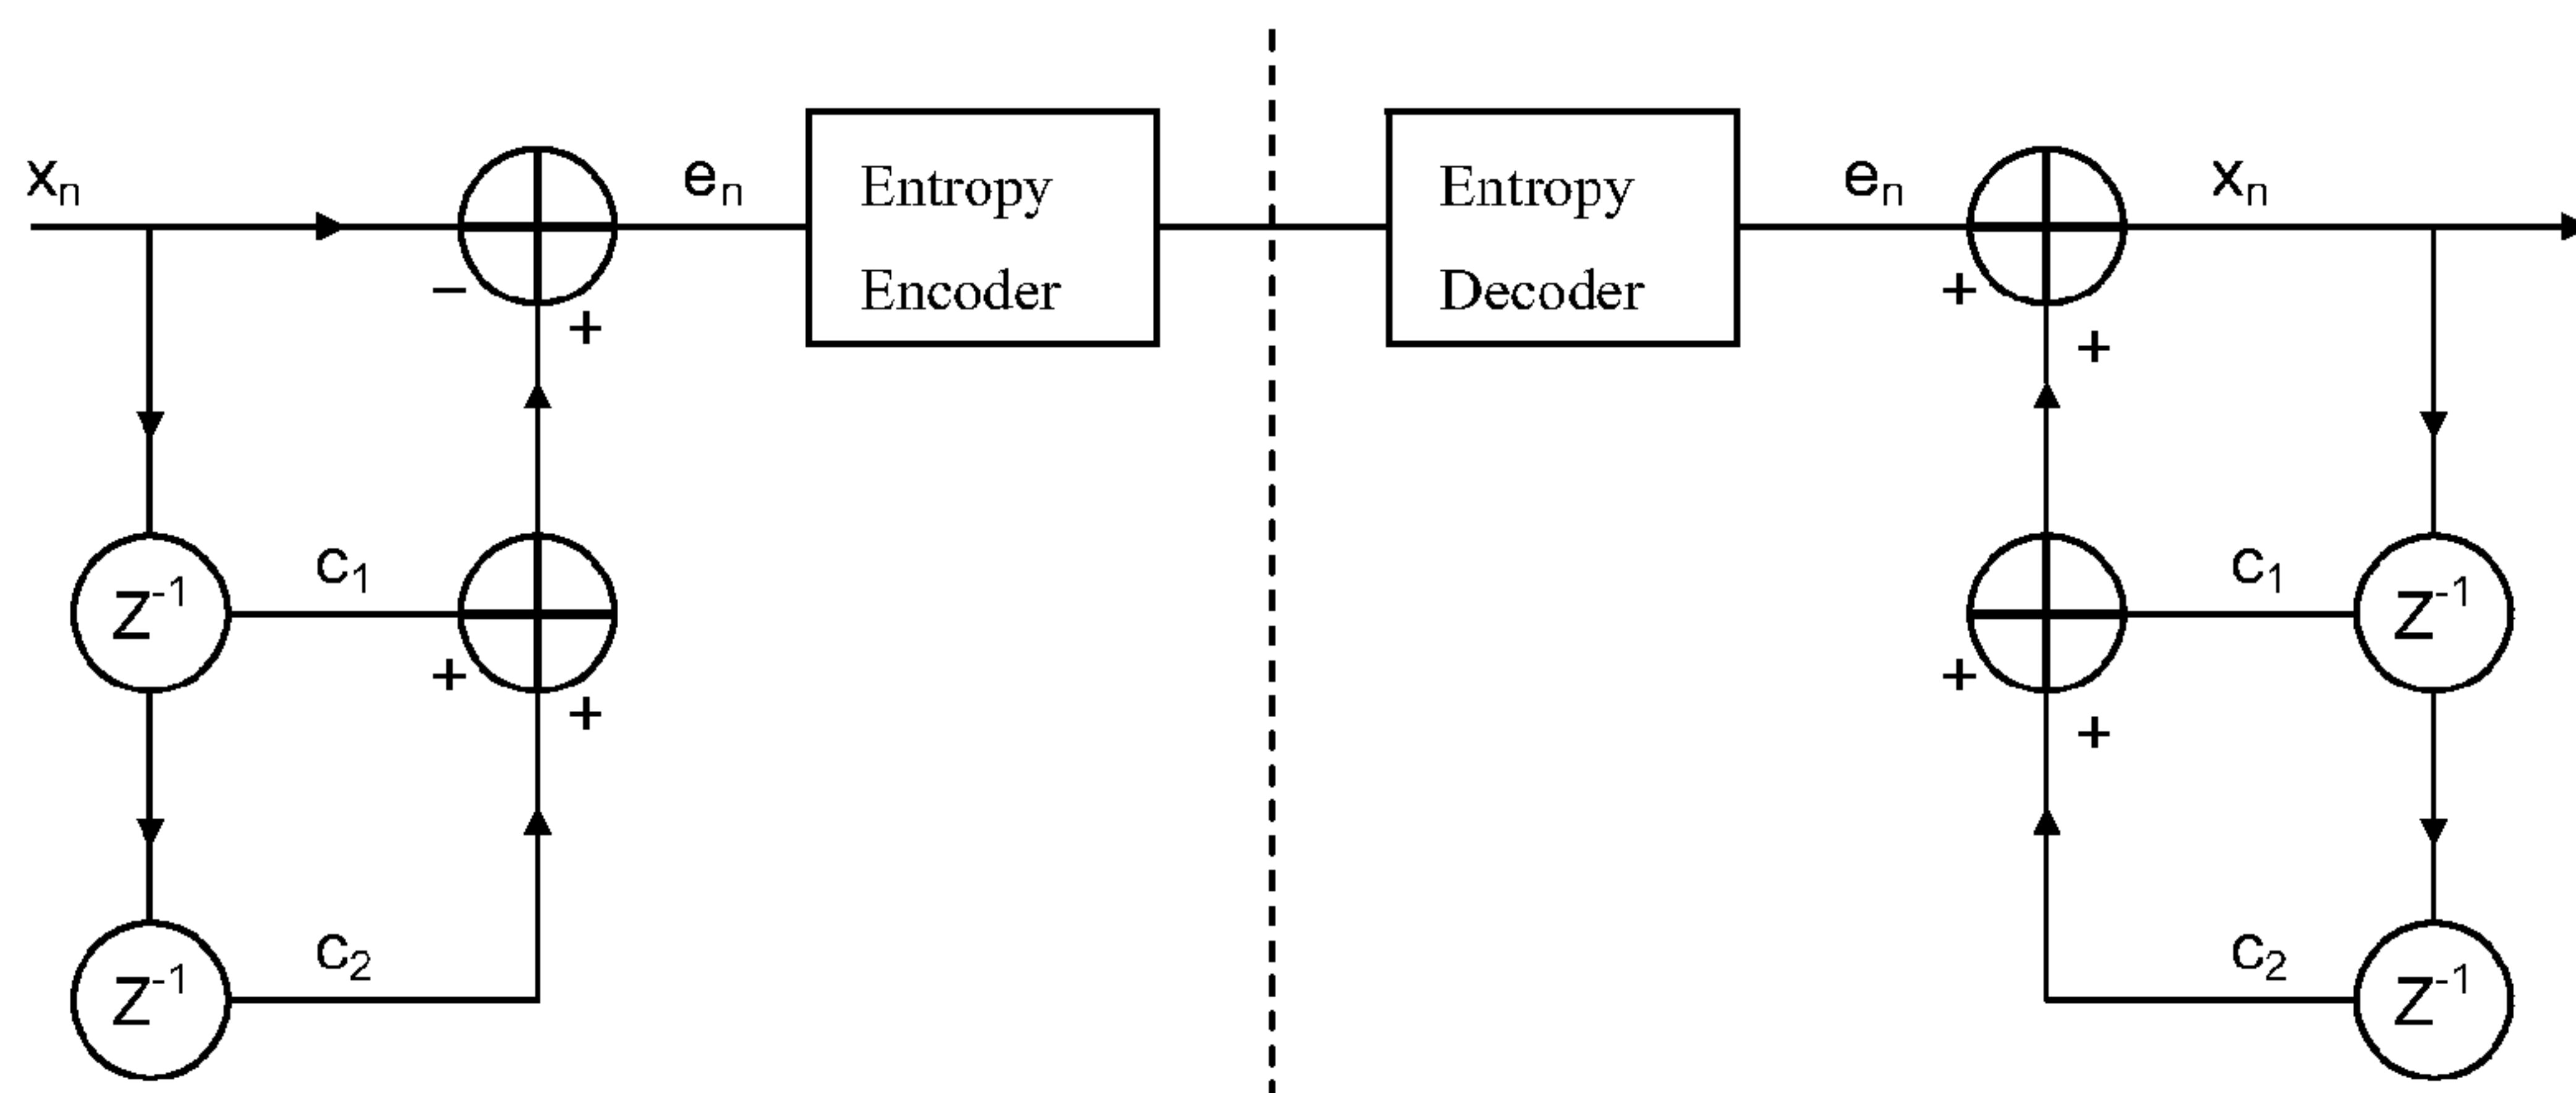 xₙ
eₙ
Entropy
Encoder
Entropy
Decoder
eₙ
xₙ
−
+
+
+
Z⁻¹
c₁
+
+
c₁
Z⁻¹
+
+
Z⁻¹
c₂
c₂
Z⁻¹